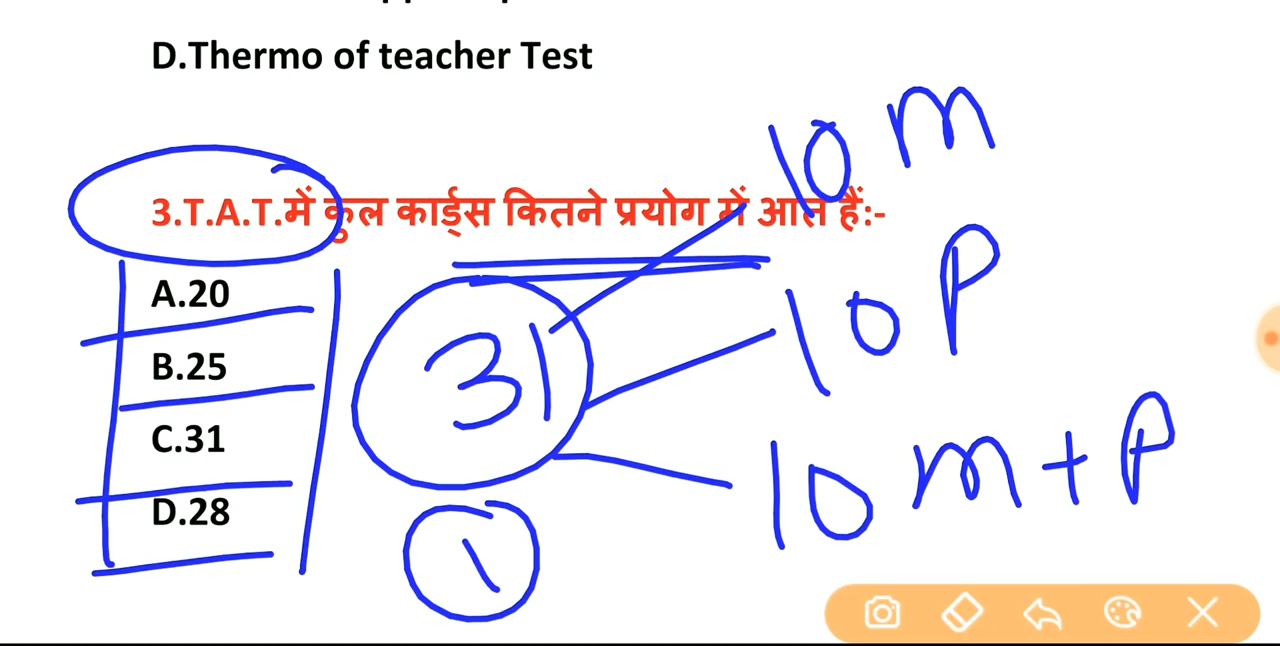 D.Thermo of teacher Test
10 m
3.T.A.T.में कुल कार्ड्स कितने प्रयोग में आते हैं:-
A.20
10 P
B.25
31
C.31
10 m + P
D.28
1